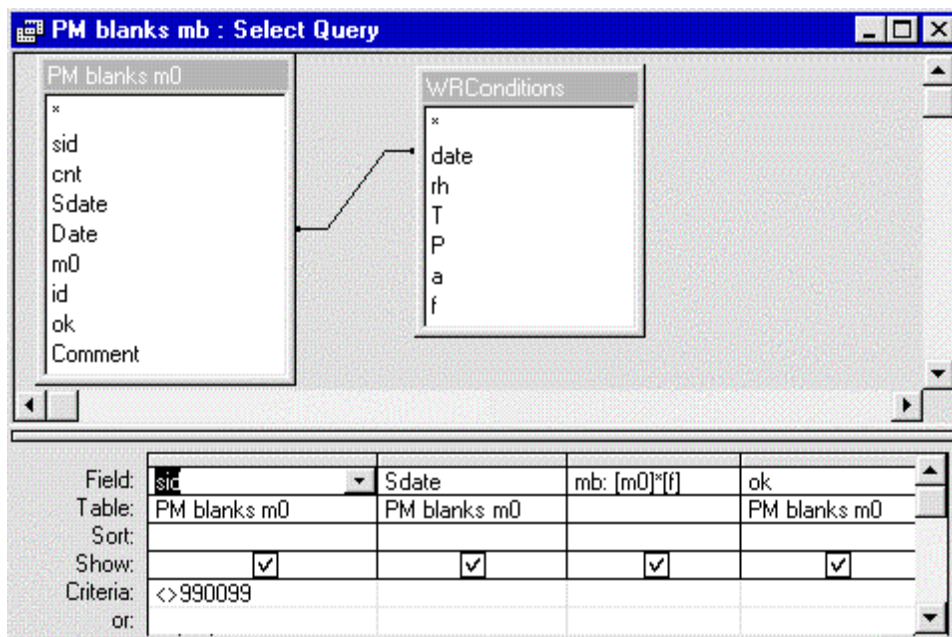 PM blanks mb : Select Query
PM blanks m0
*
sid
cnt
Sdate
Date
m0
id
ok
Comment
WRConditions
*
date
rh
T
P
a
f
Field: sid Sdate mb: [m0]*[f] ok
Table: PM blanks m0 PM blanks m0 PM blanks m0
Sort:
Show:
Criteria: <>990099
or: